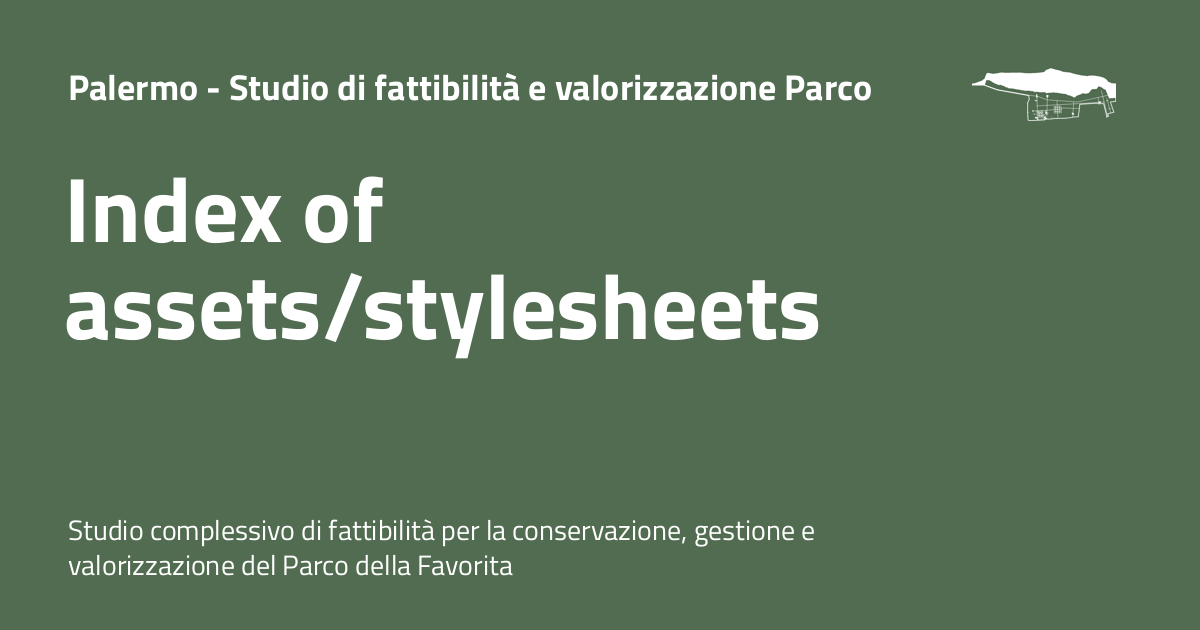 Palermo - Studio di fattibilità e valorizzazione Parco
Index of
assets/stylesheets
Studio complessivo di fattibilità per la conservazione, gestione e
valorizzazione del Parco della Favorita